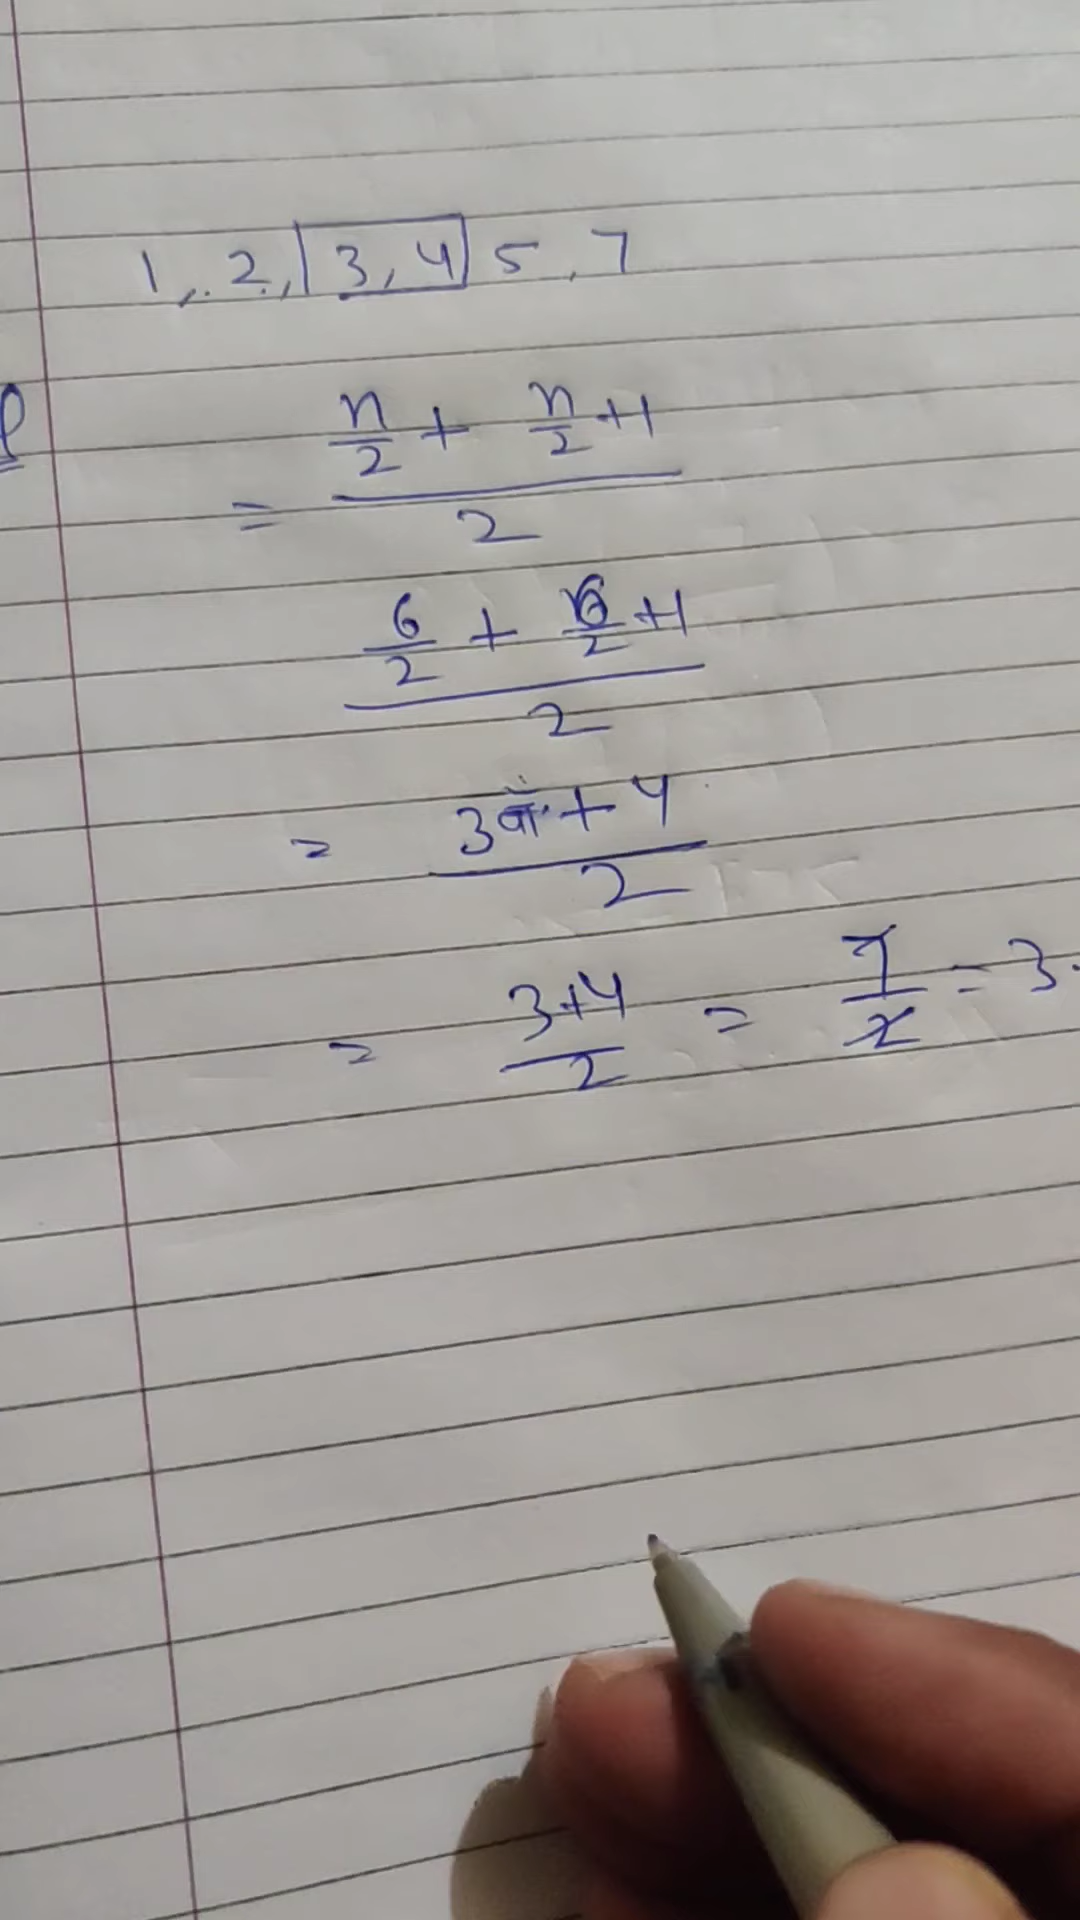 1, 2, 3, 4 5, 7
= (n/2 + n/2 + 1) / 2
(6/2 + 6/2 + 1) / 2
= (3वाँ + 4) / 2
= (3+4) / 2 = 7/2 = 3.